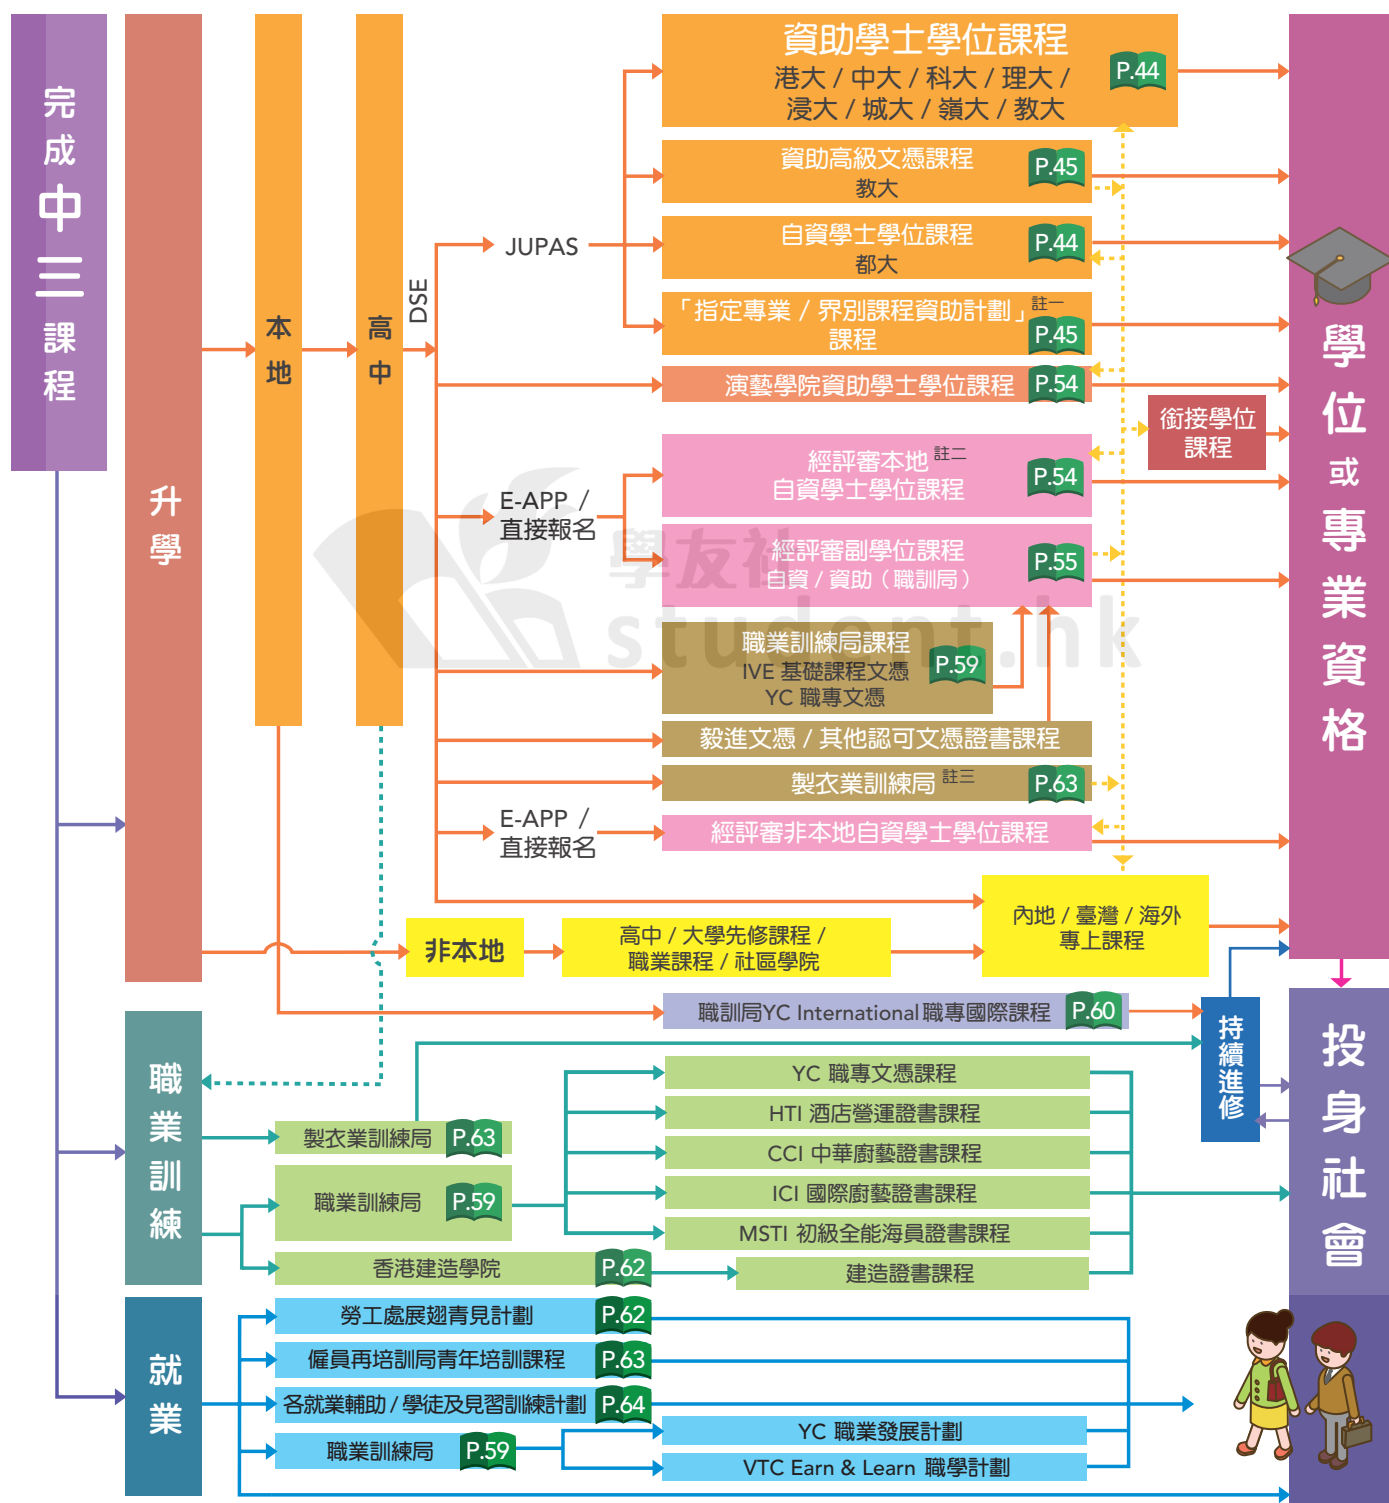 完成中三課程
升學
本地
高中
DSE
JUPAS
資助學士學位課程
港大 / 中大 / 科大 / 理大 /
浸大 / 城大 / 嶺大 / 教大
P.44
資助高級文憑課程
教大
P.45
自資學士學位課程
都大
P.44
「指定專業 / 界別課程資助計劃」註一
課程
P.45
演藝學院資助學士學位課程
P.54
銜接學位
課程
E-APP /
直接報名
經評審本地 註二
自資學士學位課程
P.54
經評審副學位課程
自資 / 資助（職訓局）
P.55
學友社
student.hk
職業訓練局課程
IVE 基礎課程文憑
YC 職專文憑
P.59
毅進文憑 / 其他認可文憑證書課程
製衣業訓練局 註三
P.63
E-APP /
直接報名
經評審非本地自資學士學位課程
內地 / 臺灣 / 海外
專上課程
非本地
高中 / 大學先修課程 /
職業課程 / 社區學院
職訓局YC International職專國際課程
P.60
持續進修
學位或專業資格
投身社會
職業訓練
製衣業訓練局
P.63
職業訓練局
P.59
香港建造學院
P.62
YC 職專文憑課程
HTI 酒店營運證書課程
CCI 中華廚藝證書課程
ICI 國際廚藝證書課程
MSTI 初級全能海員證書課程
建造證書課程
就業
勞工處展翅青見計劃
P.62
僱員再培訓局青年培訓課程
P.63
各就業輔助 / 學徒及見習訓練計劃
P.64
職業訓練局
P.59
YC 職業發展計劃
VTC Earn & Learn 職學計劃